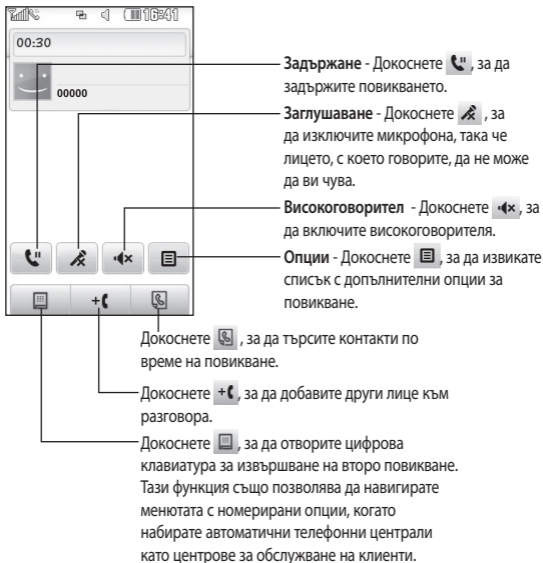 16:41
00:30
00000
Задържане - Докоснете , за да
задържите повикването.
Заглушаване - Докоснете , за
да изключите микрофона, така че
лицето, с което говорите, да не може
да ви чува.
Високоговорител - Докоснете , за
да включите високоговорителя.
Опции - Докоснете , за да извикате
списък с допълнителни опции за
повикване.
Докоснете , за да търсите контакти по
време на повикване.
Докоснете , за да добавите други лице към
разговора.
Докоснете , за да отворите цифрова
клавиатура за извършване на второ повикване.
Тази функция също позволява да навигирате
менютата с номерирани опции, когато
набирате автоматични телефонни централи
като центрове за обслужване на клиенти.